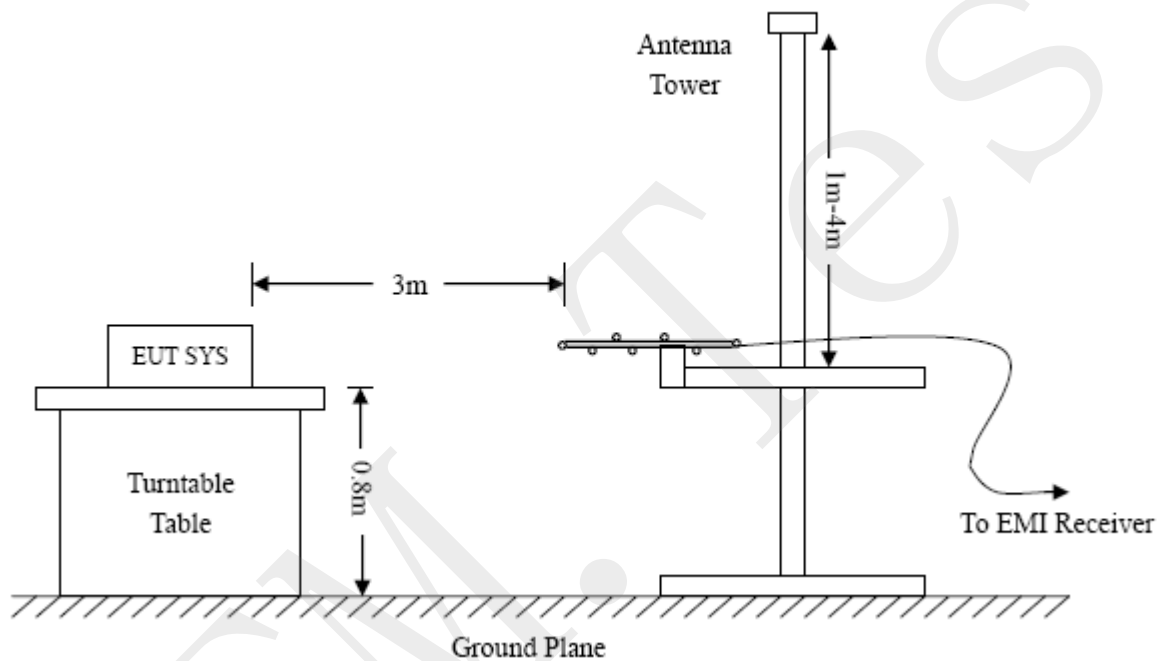 Antenna
Tower
1m-4m
3m
EUT SYS
Turntable
Table
0.8m
To EMI Receiver
Ground Plane
M. Tes